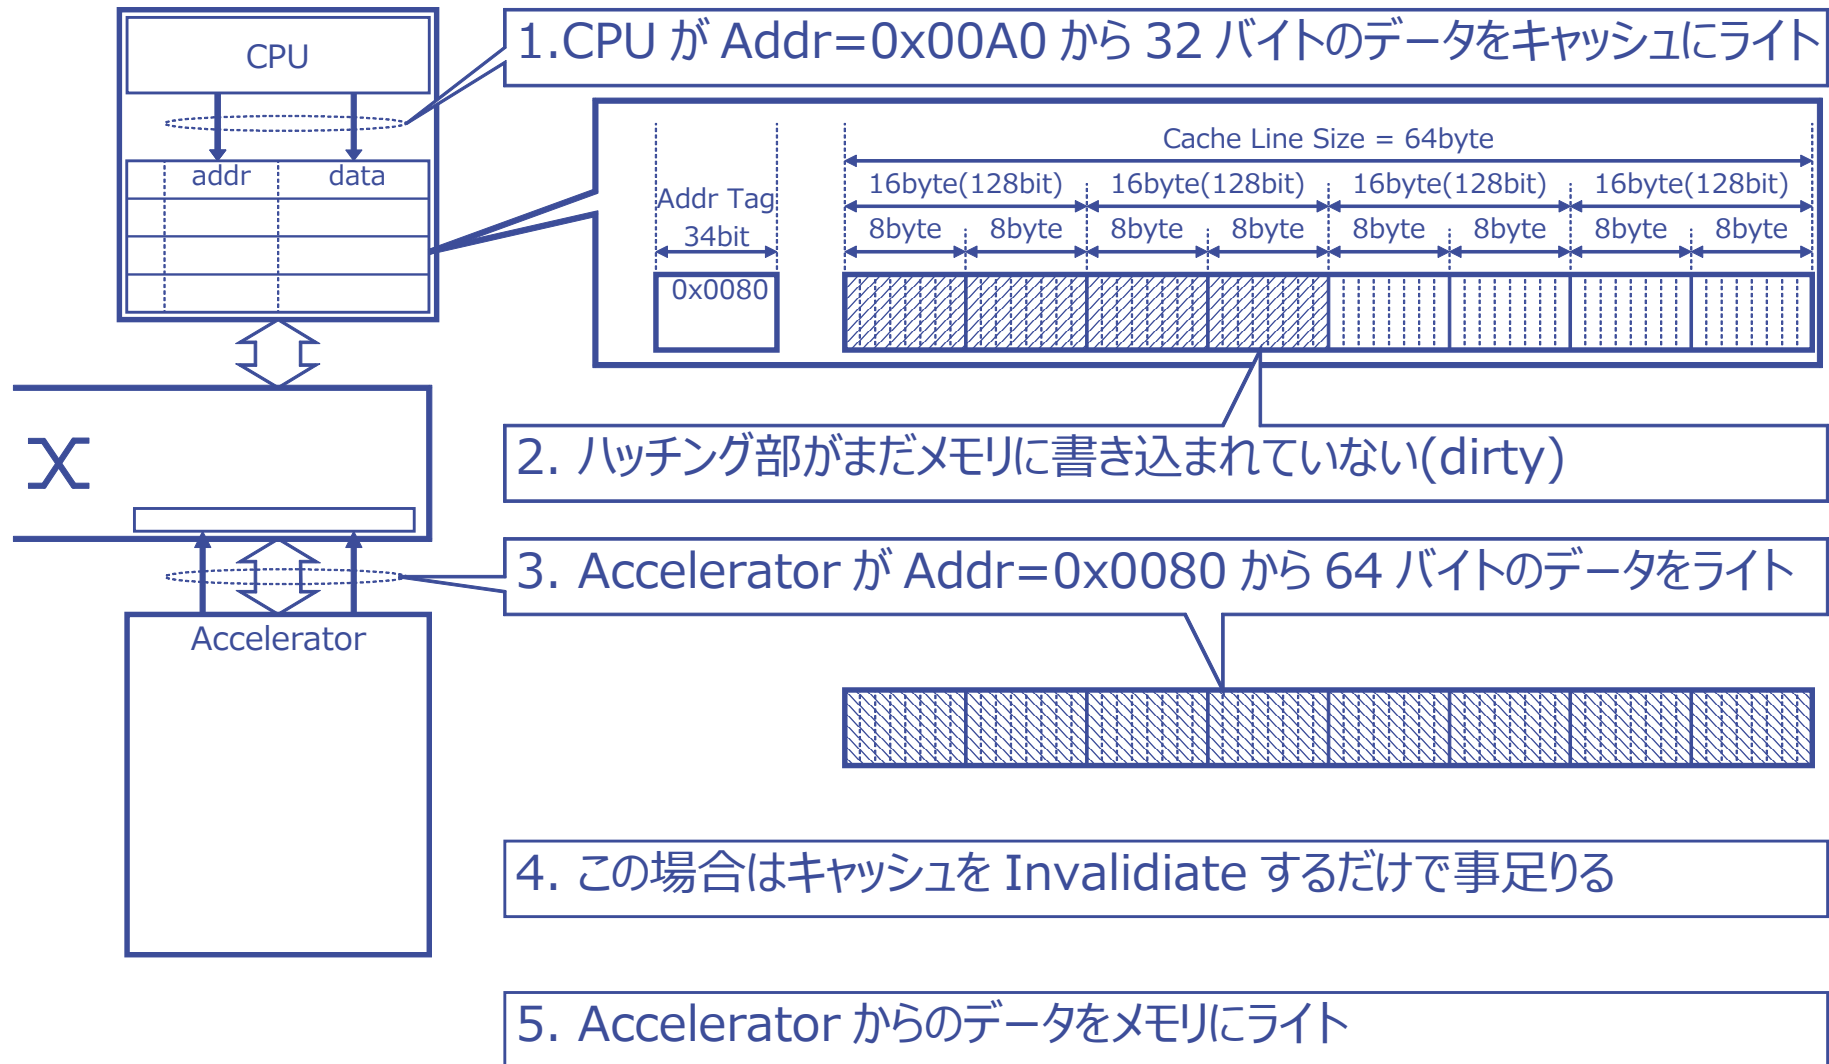 CPU
1.CPU が Addr=0x00A0 から 32 バイトのデータをキャッシュにライト
addr data
Cache Line Size = 64byte
16byte(128bit) 16byte(128bit) 16byte(128bit) 16byte(128bit)
Addr Tag
34bit
8byte 8byte 8byte 8byte 8byte 8byte 8byte 8byte
0x0080
2. ハッチング部がまだメモリに書き込まれていない(dirty)
3. Accelerator が Addr=0x0080 から 64 バイトのデータをライト
Accelerator
4. この場合はキャッシュを Invalidiate するだけで事足りる
5. Accelerator からのデータをメモリにライト